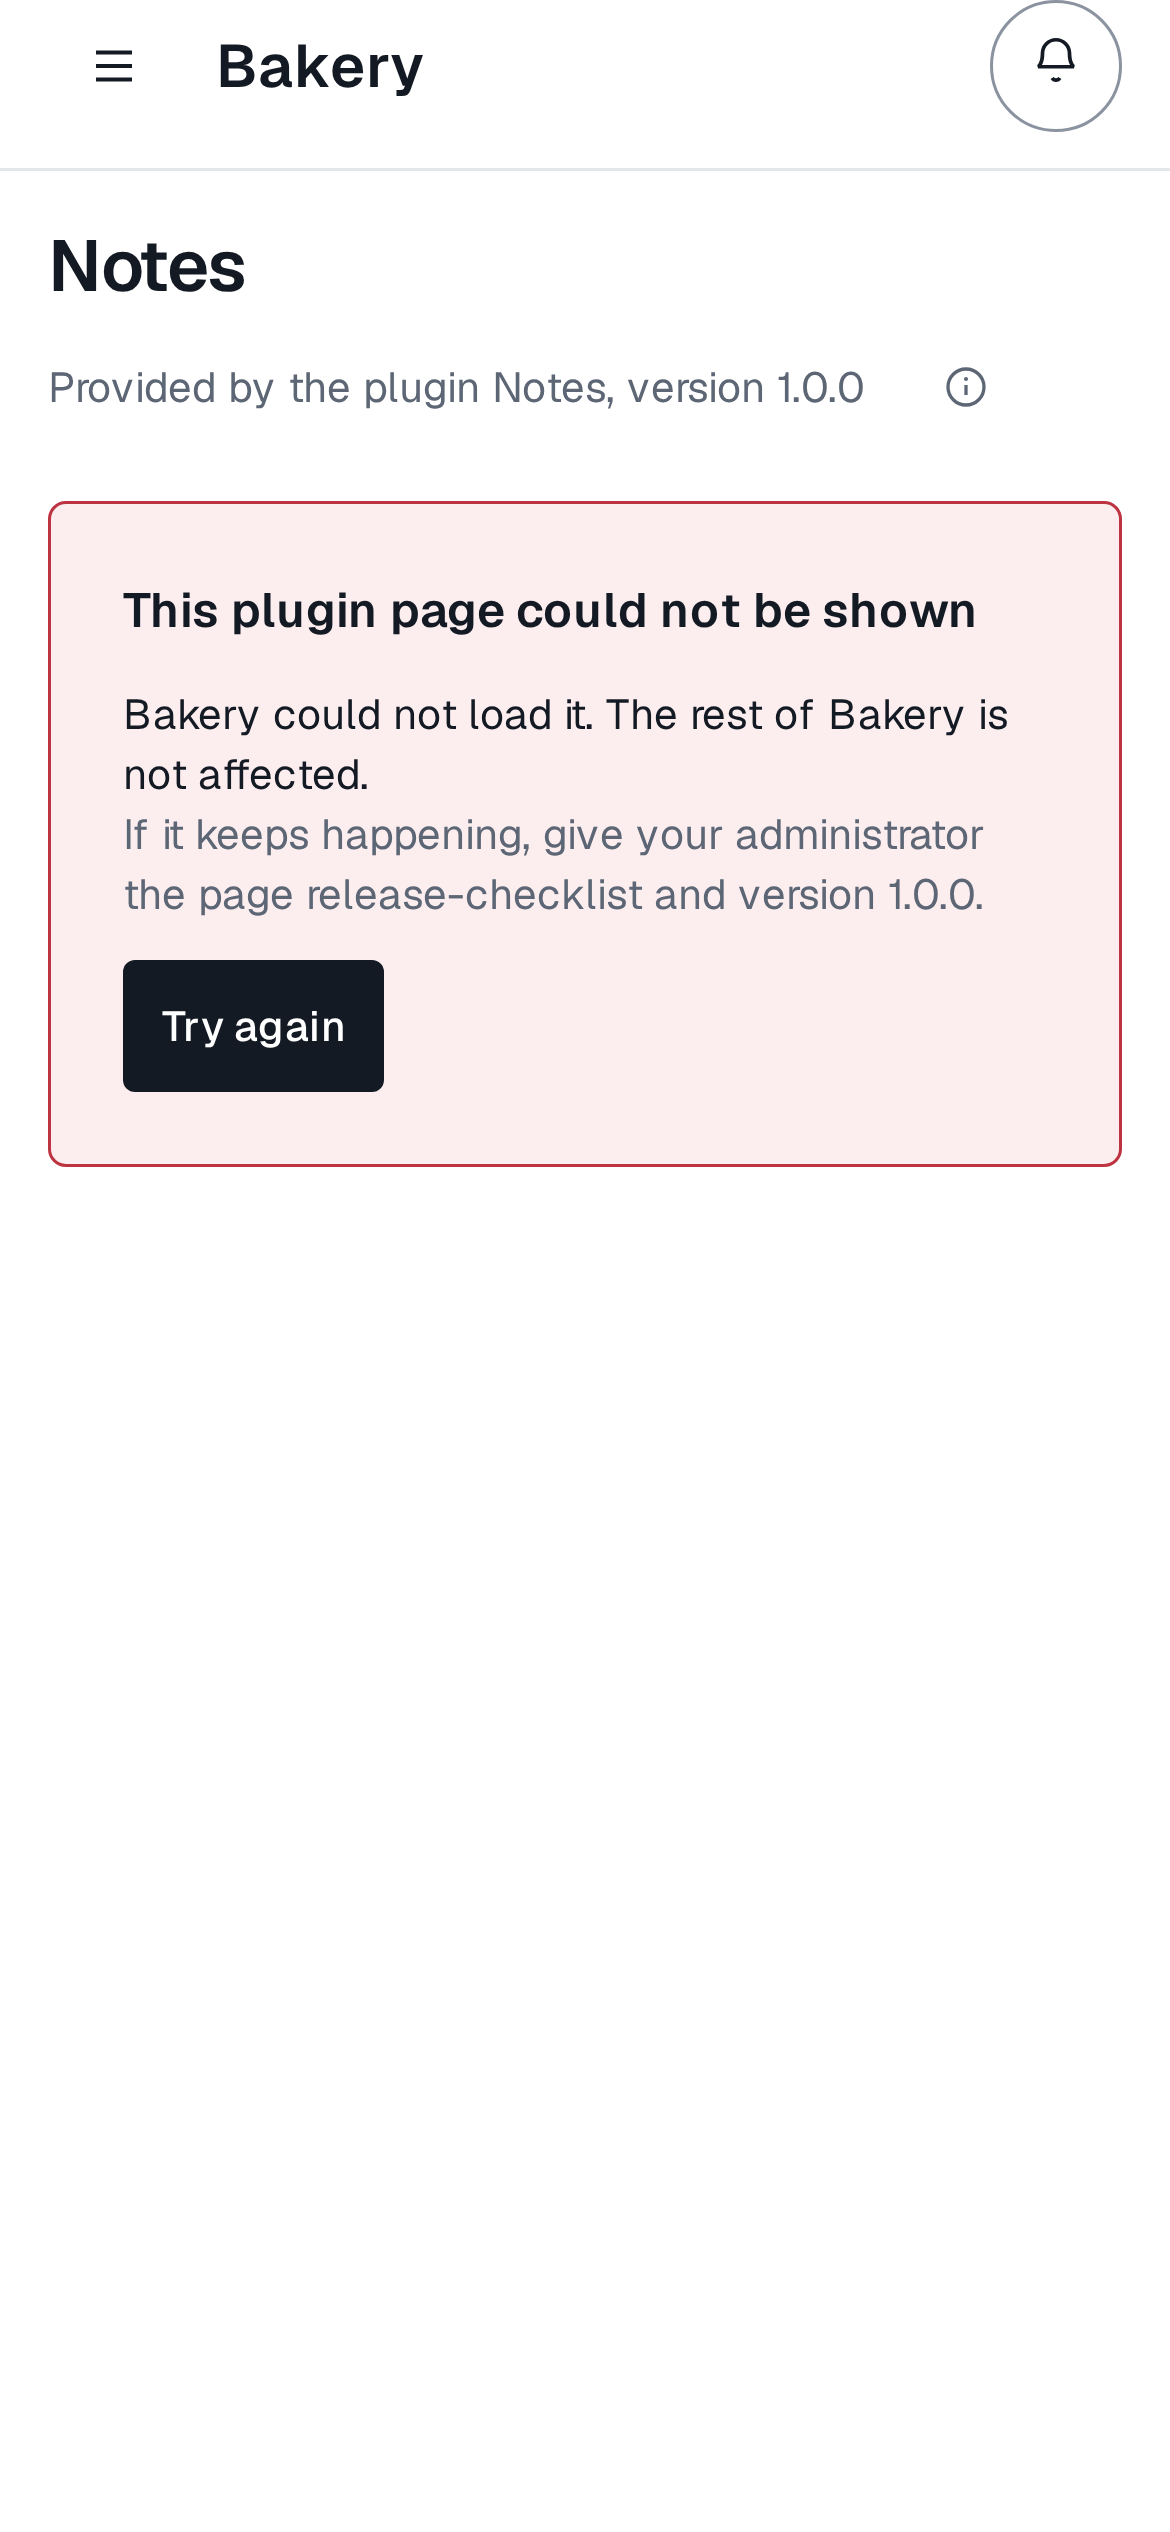 Bakery
Notes
Provided by the plugin Notes, version 1.0.0
This plugin page could not be shown
Bakery could not load it. The rest of Bakery is
not affected.
If it keeps happening, give your administrator
the page release-checklist and version 1.0.0.
Try again